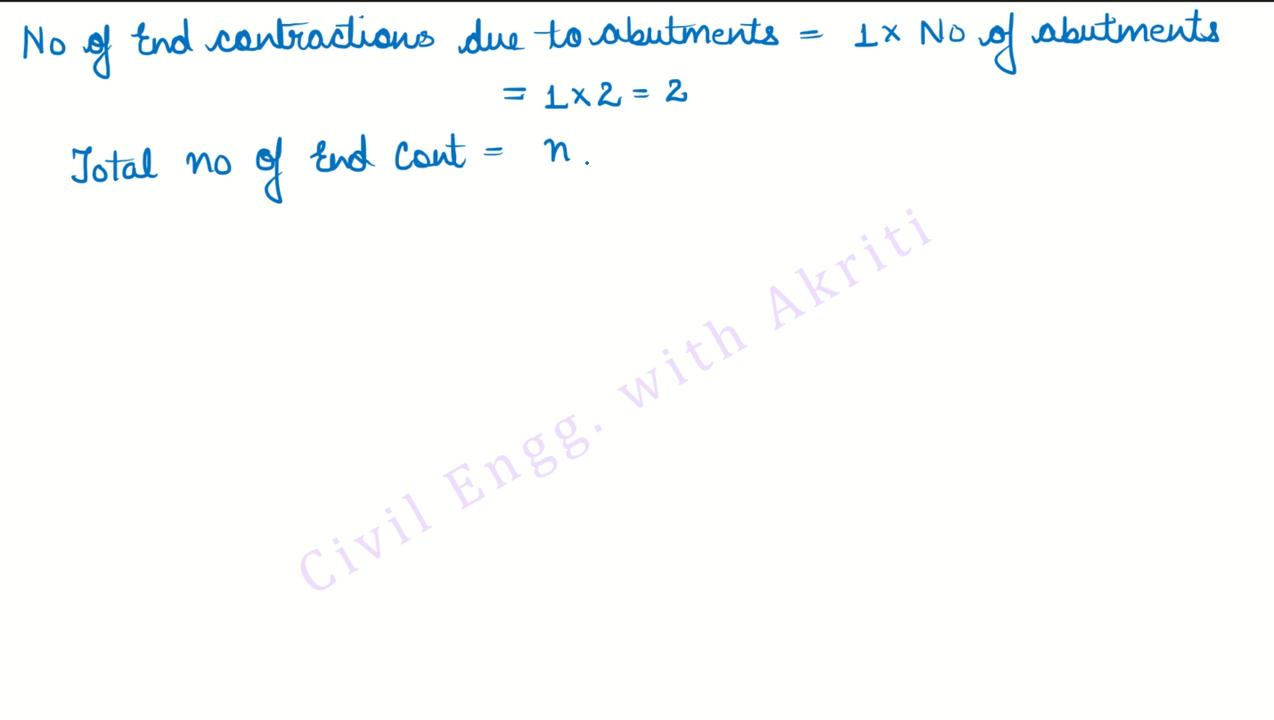 No of End contractions due to abutments = 1 × No of abutments
= 1 × 2 = 2
Total no of End Cont = n.
Civil Engg. with Akriti